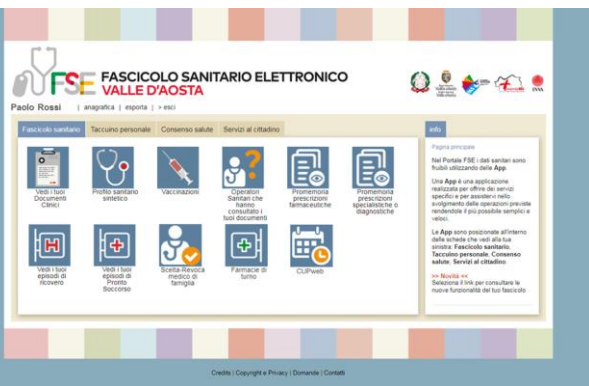 FSE FASCICOLO SANITARIO ELETTRONICO
VALLE D'AOSTA
Paolo Rossi | anagrafica | esporta | > esci
Fascicolo sanitario Taccuino personale Consenso salute Servizi al cittadino
Vedi i tuoi
Documenti
Clinici
Profilo sanitario
sintetico
Vaccinazioni
Operatori
Sanitari che
hanno
consultato i
tuoi documenti
Promemoria
prescrizioni
farmaceutiche
Promemoria
prescrizioni
specialistiche o
diagnostiche
Vedi i tuoi
episodi di
ricovero
Vedi i tuoi
episodi di
Pronto
Soccorso
Scelta-Revoca
medico di
famiglia
Farmacie di
turno
CUPweb
info
Pagina principale
Nel Portale FSE i dati sanitari sono
fruibili utilizzando delle App.
Una App è una applicazione
realizzata per offrire dei servizi
specifici e per assistervi nello
svolgimento delle operazioni previste
rendendole il più possibile semplici e
veloci.
Le App sono posizionate all'interno
delle schede che vedi alla tua
sinistra: Fascicolo sanitario,
Taccuino personale, Consenso
salute, Servizi al cittadino.
>> Novità <<
Seleziona il link per consultare le
nuove funzionalità del tuo fascicolo
Credits | Copyright e Privacy | Domande | Contatti